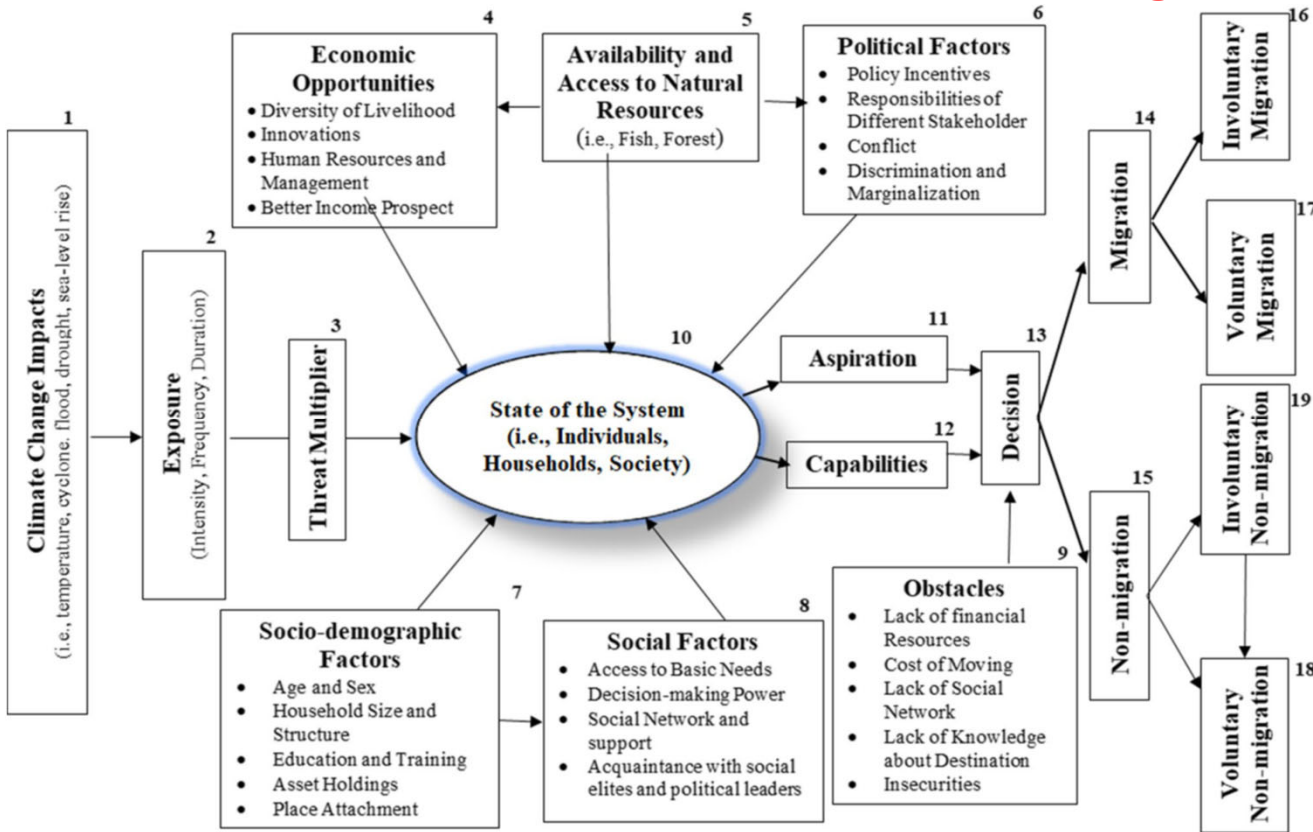 1
Climate Change Impacts
(i.e., temperature, cyclone. flood, drought, sea-level rise)
2
Exposure
(Intensity, Frequency, Duration)
3
Threat Multiplier
4
Economic
Opportunities
• Diversity of Livelihood
• Innovations
• Human Resources and
Management
• Better Income Prospect
5
Availability and
Access to Natural
Resources
(i.e., Fish, Forest)
6
Political Factors
• Policy Incentives
• Responsibilities of
Different Stakeholder
• Conflict
• Discrimination and
Marginalization
7
Socio-demographic
Factors
• Age and Sex
• Household Size and
Structure
• Education and Training
• Asset Holdings
• Place Attachment
8
Social Factors
• Access to Basic Needs
• Decision-making Power
• Social Network and
support
• Acquaintance with social
elites and political leaders
9
Obstacles
• Lack of financial
Resources
• Cost of Moving
• Lack of Social
Network
• Lack of Knowledge
about Destination
• Insecurities
10
State of the System
(i.e., Individuals,
Households, Society)
11
Aspiration
12
Capabilities
13
Decision
14
Migration
15
Non-migration
16
Involuntary
Migration
17
Voluntary
Migration
19
Involuntary
Non-migration
18
Voluntary
Non-migration